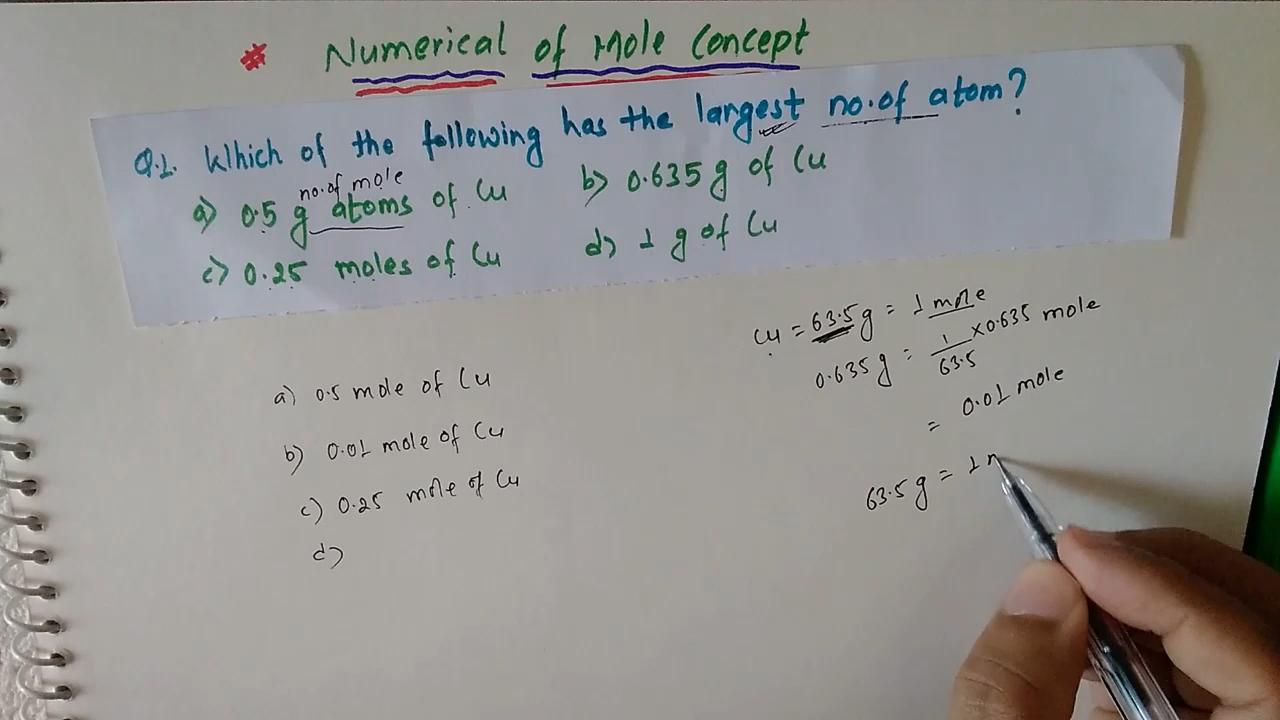 * Numerical of Mole Concept
Q.1. Which of the following has the largest no.of atom?
no.of mole
a) 0.5 g atoms of Cu b) 0.635 g of Cu
c) 0.25 moles of Cu d) 1 g of Cu
Cu = 63.5g = 1 mole
0.635g = 1/63.5 × 0.635 mole
= 0.01 mole
63.5 g = 1 m
a) 0.5 mole of Cu
b) 0.01 mole of Cu
c) 0.25 mole of Cu
d)